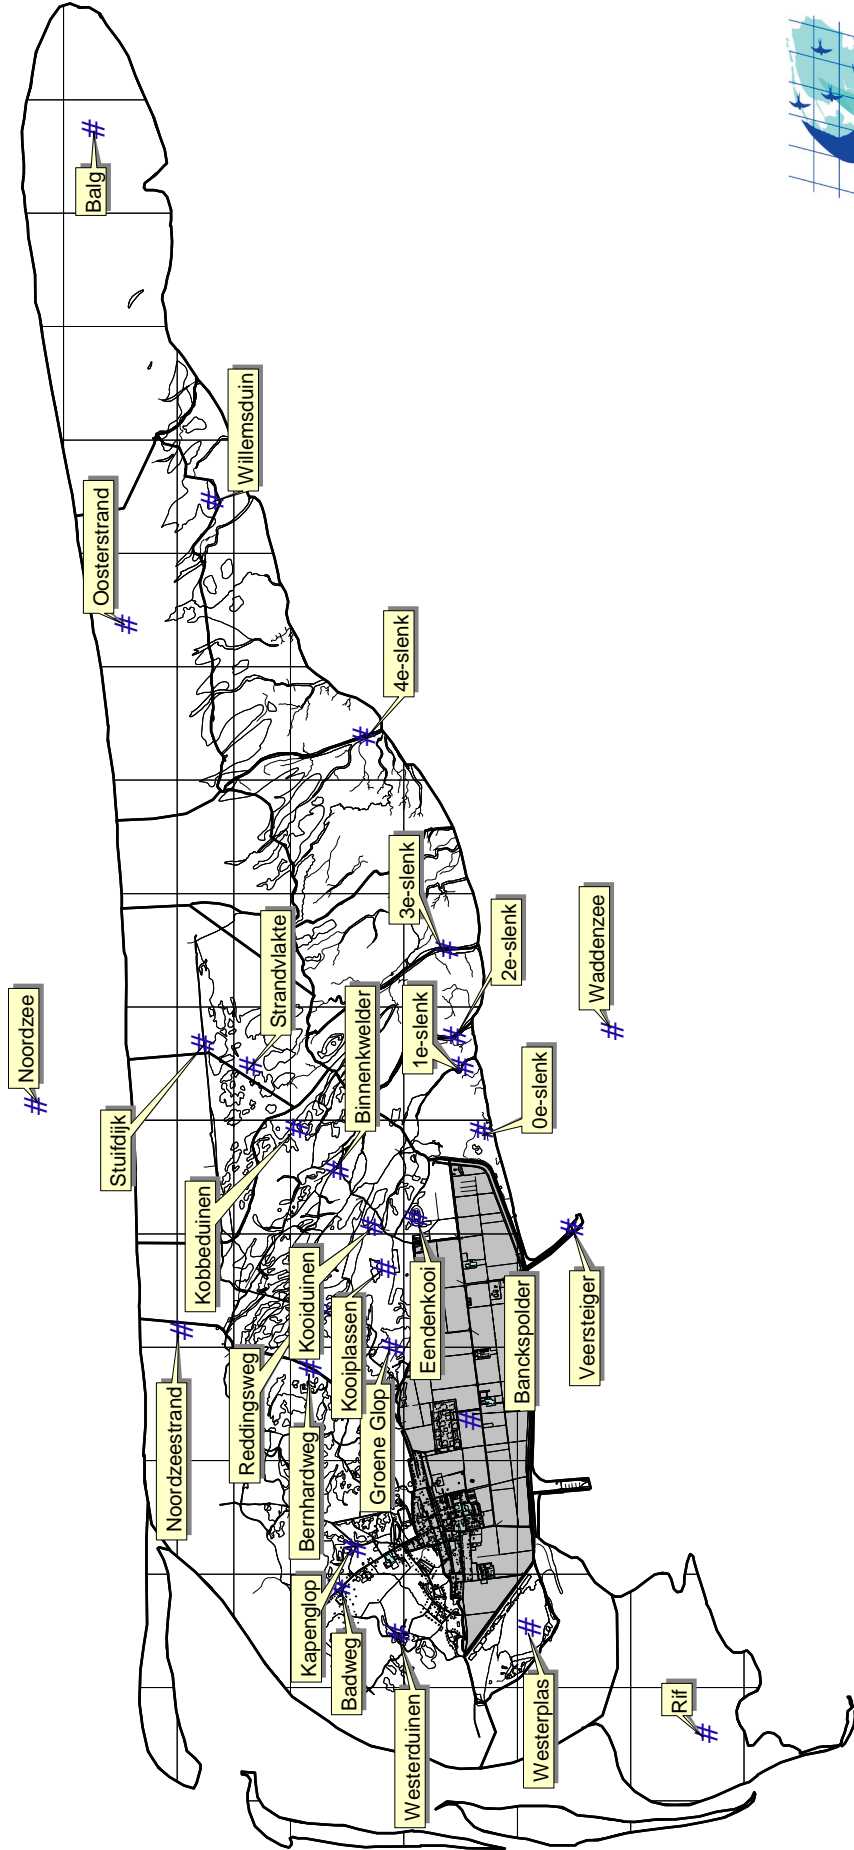 Balg
Willemsduin
Oosterstrand
4e-slenk
3e-slenk
2e-slenk
1e-slenk
0e-slenk
Waddenzee
Noordzee
Strandvlakte
Stuifdijk
Binnenkwelder
Kobbeduinen
Kooiduinen
Reddingsweg
Kooiplassen
Eendenkooi
Groene Glop
Banckspolder
Veersteiger
Noordzeestrand
Bernhardweg
Kapenglop
Badweg
Westerduinen
Westerplas
Rif